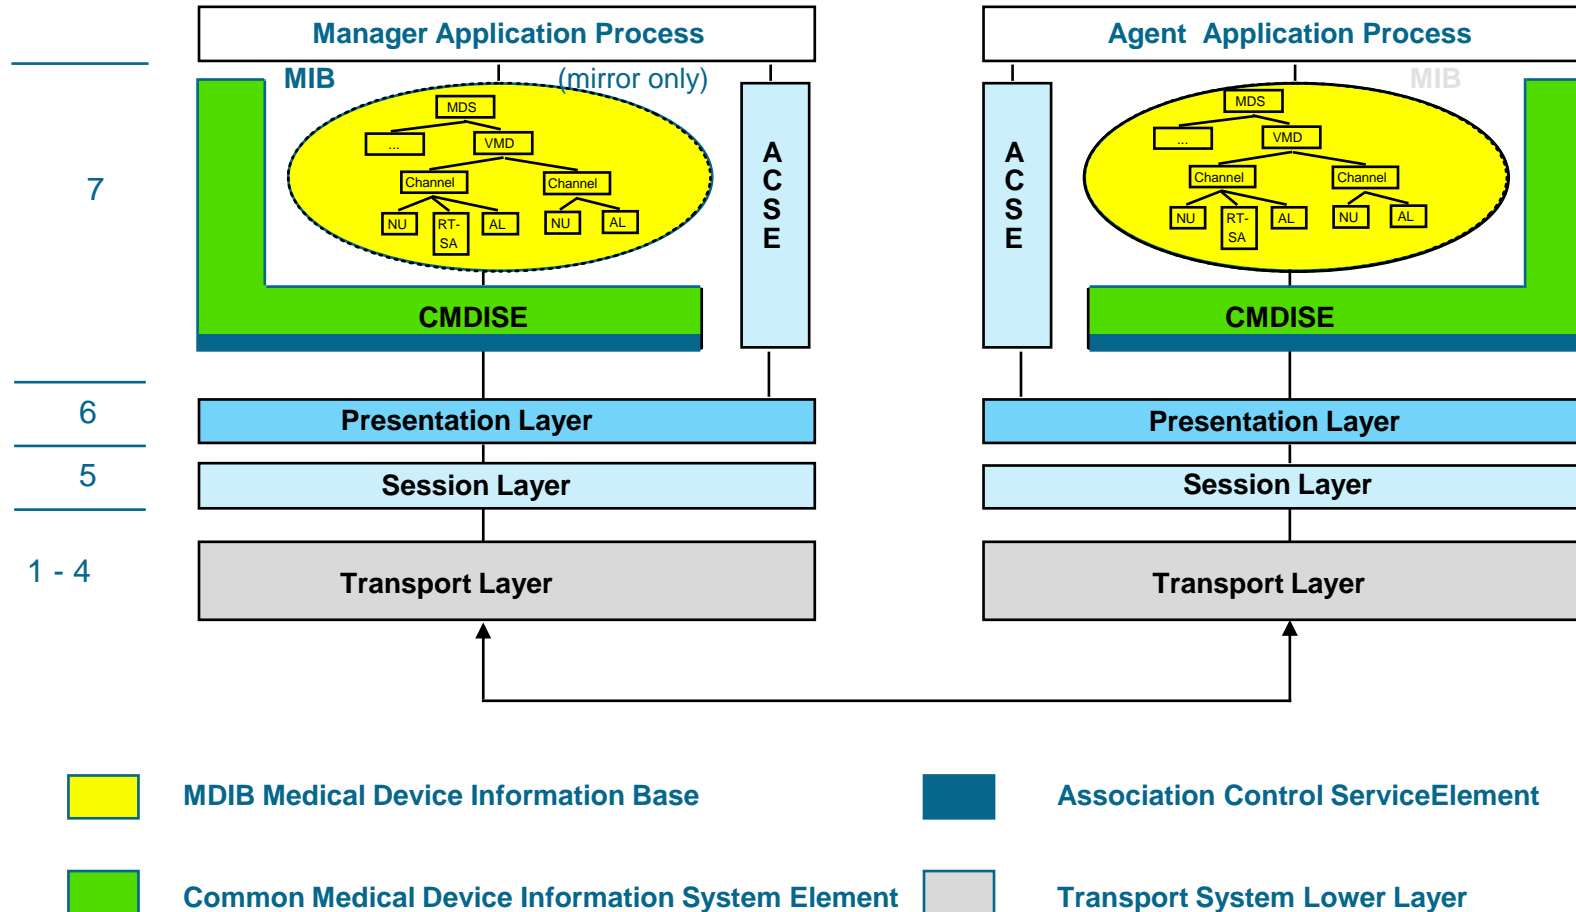 Manager Application Process
Agent Application Process
MIB
(mirror only)
MIB
MDS
...
VMD
Channel
Channel
NU
RT-
SA
AL
NU
AL
A
C
S
E
A
C
S
E
MDS
...
VMD
Channel
Channel
NU
RT-
SA
AL
NU
AL
7
CMDISE
CMDISE
6
Presentation Layer
Presentation Layer
5
Session Layer
Session Layer
1 - 4
Transport Layer
Transport Layer
MDIB Medical Device Information Base
Association Control ServiceElement
Common Medical Device Information System Element
Transport System Lower Layer